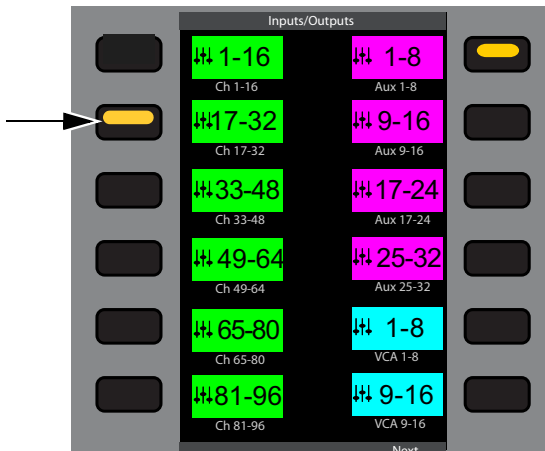 Inputs/Outputs
1-16 1-8
Ch 1-16 Aux 1-8
17-32 9-16
Ch 17-32 Aux 9-16
33-48 17-24
Ch 33-48 Aux 17-24
49-64 25-32
Ch 49-64 Aux 25-32
65-80 1-8
Ch 65-80 VCA 1-8
81-96 9-16
Ch 81-96 VCA 9-16
Next